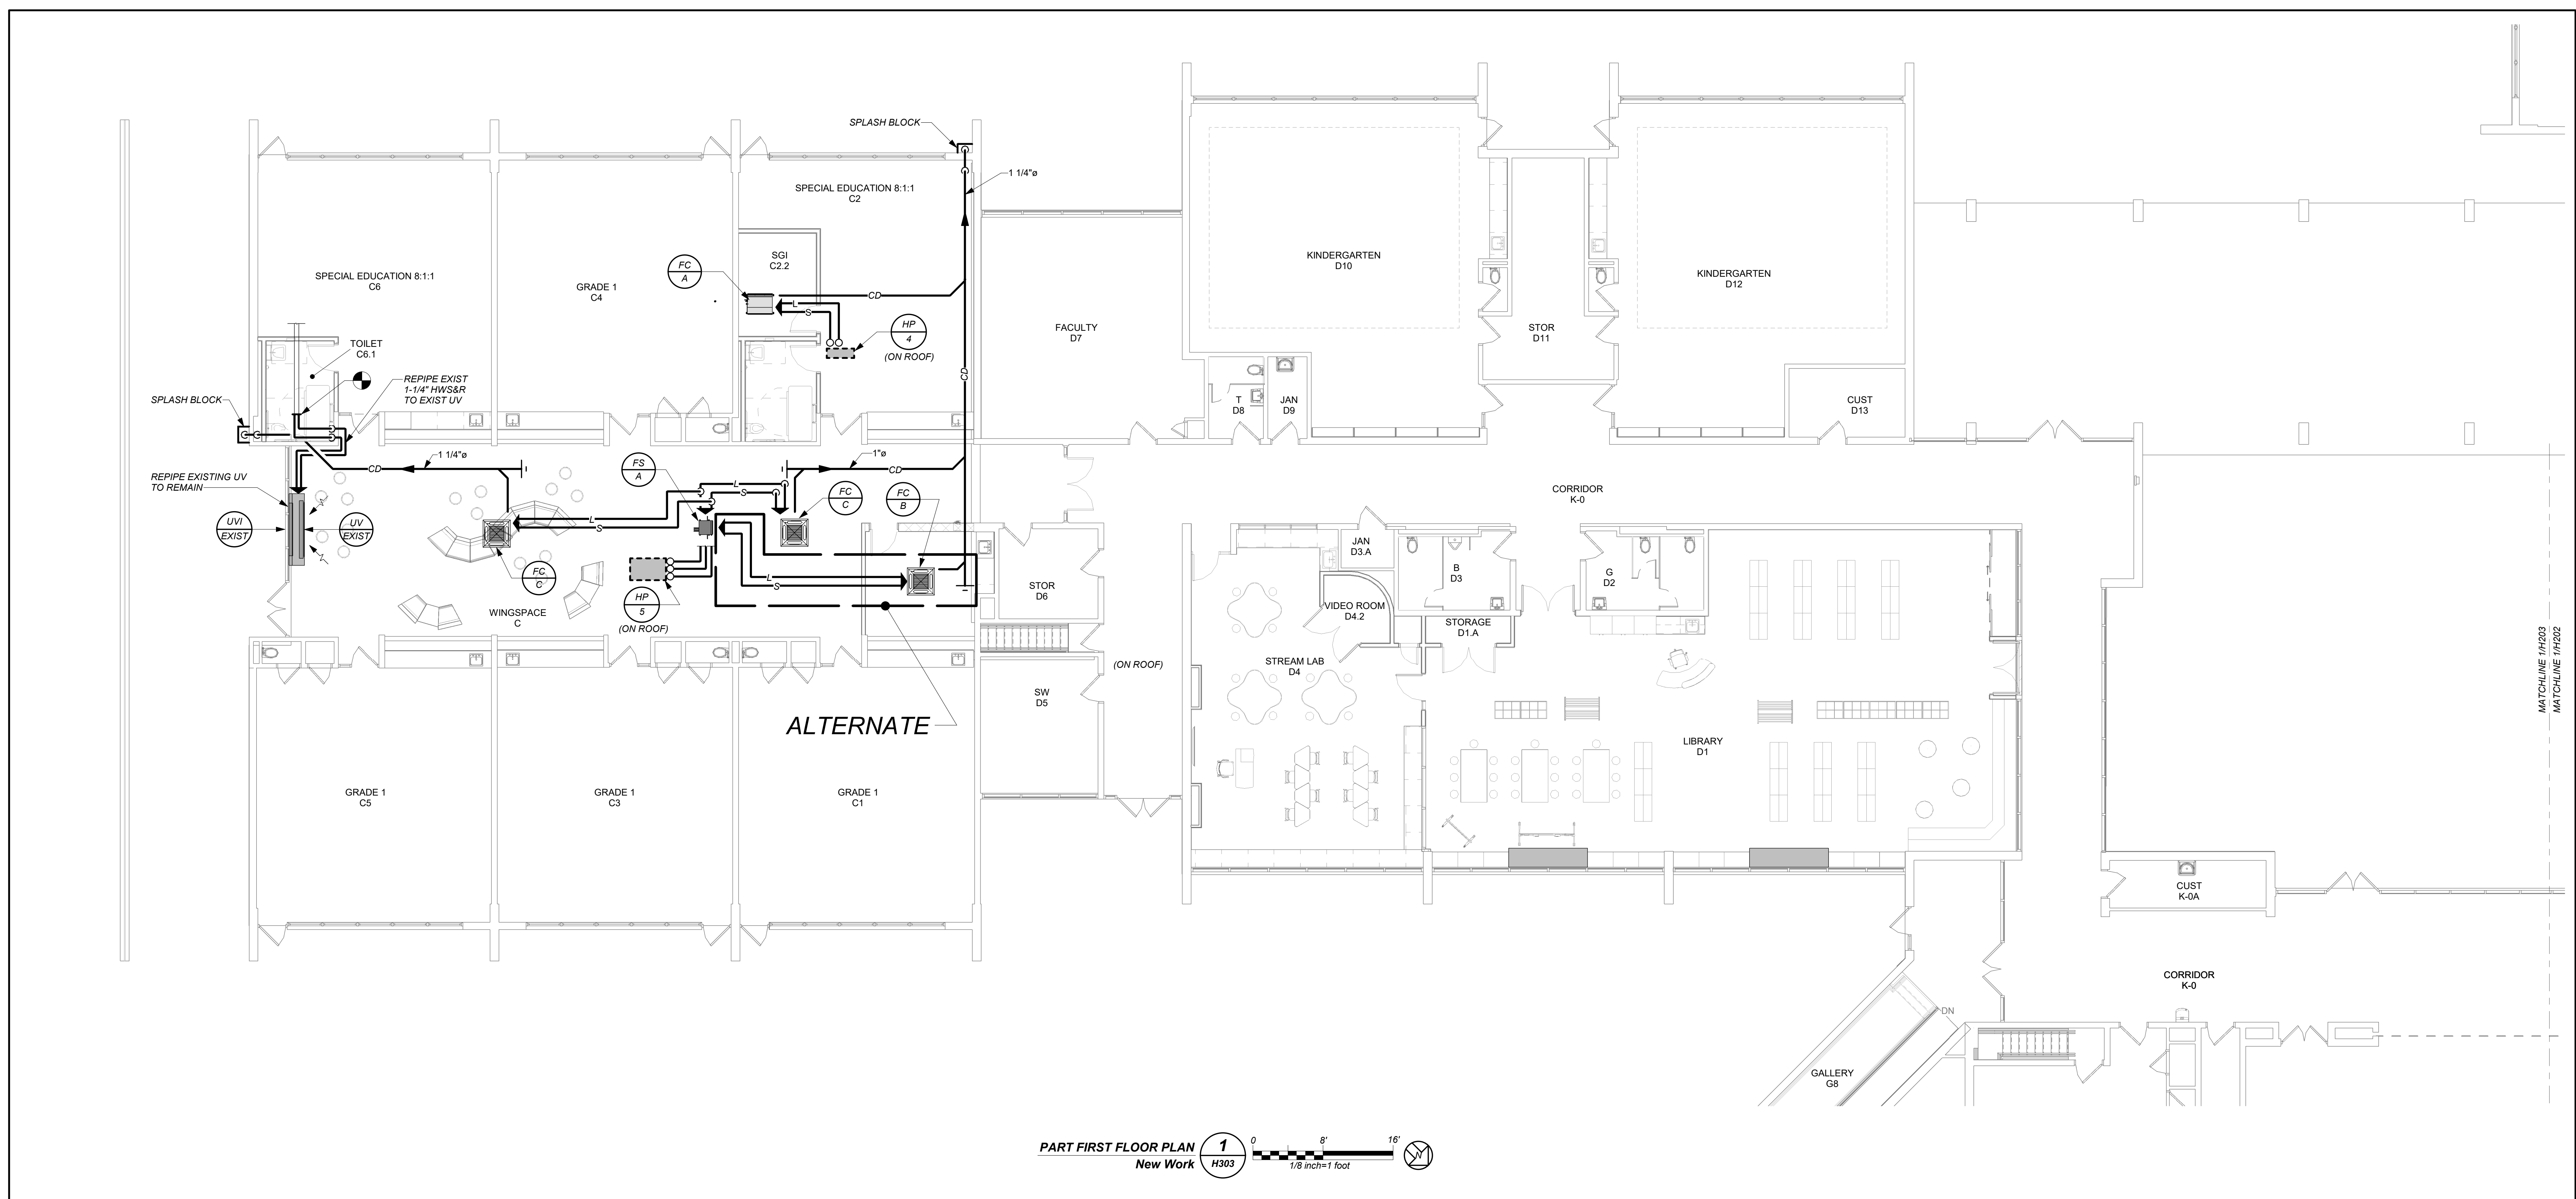 SPLASH BLOCK
1 1/4"ø
SPECIAL EDUCATION 8:1:1
C2
SGI
C2.2
FC
A
SPECIAL EDUCATION 8:1:1
C6
GRADE 1
C4
CD
L
S
HP
4
(ON ROOF)
CD
KINDERGARTEN
D10
KINDERGARTEN
D12
FACULTY
D7
STOR
D11
TOILET
C6.1
REPIPE EXIST
1-1/4" HWS&R
TO EXIST UV
SPLASH BLOCK
T
D8
JAN
D9
CUST
D13
1 1/4"ø
CD
1"ø
CD
FS
A
L
S
FC
C
FC
B
REPIPE EXISTING UV
TO REMAIN
UVI
EXIST
UV
EXIST
L
S
CORRIDOR
K-0
FC
C
HP
5
(ON ROOF)
L
S
WINGSPACE
C
STOR
D6
JAN
D3.A
B
D3
G
D2
VIDEO ROOM
D4.2
STORAGE
D1.A
(ON ROOF)
STREAM LAB
D4
SW
D5
ALTERNATE
LIBRARY
D1
MATCHLINE 1/H203
MATCHLINE 1/H202
GRADE 1
C5
GRADE 1
C3
GRADE 1
C1
CUST
K-0A
CORRIDOR
K-0
DN
GALLERY
G8
PART FIRST FLOOR PLAN
New Work
1
H303
0 8' 16'
1/8 inch=1 foot
N